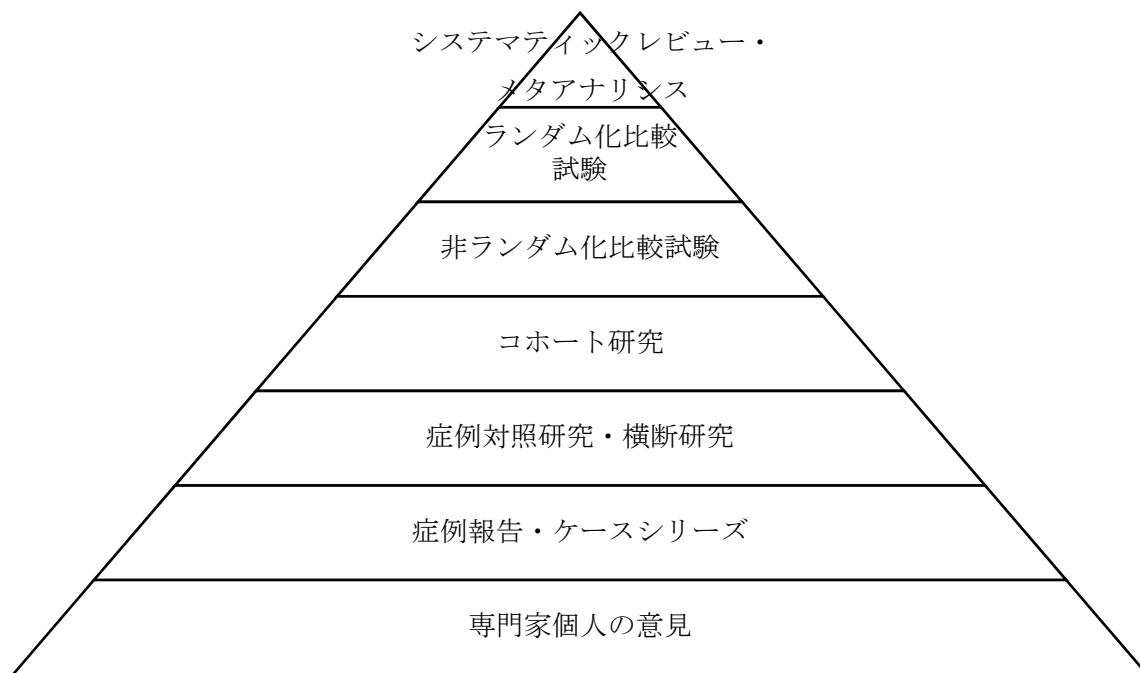 システマティックレビュー・
メタアナリシス
ランダム化比較
試験
非ランダム化比較試験
コホート研究
症例対照研究・横断研究
症例報告・ケースシリーズ
専門家個人の意見